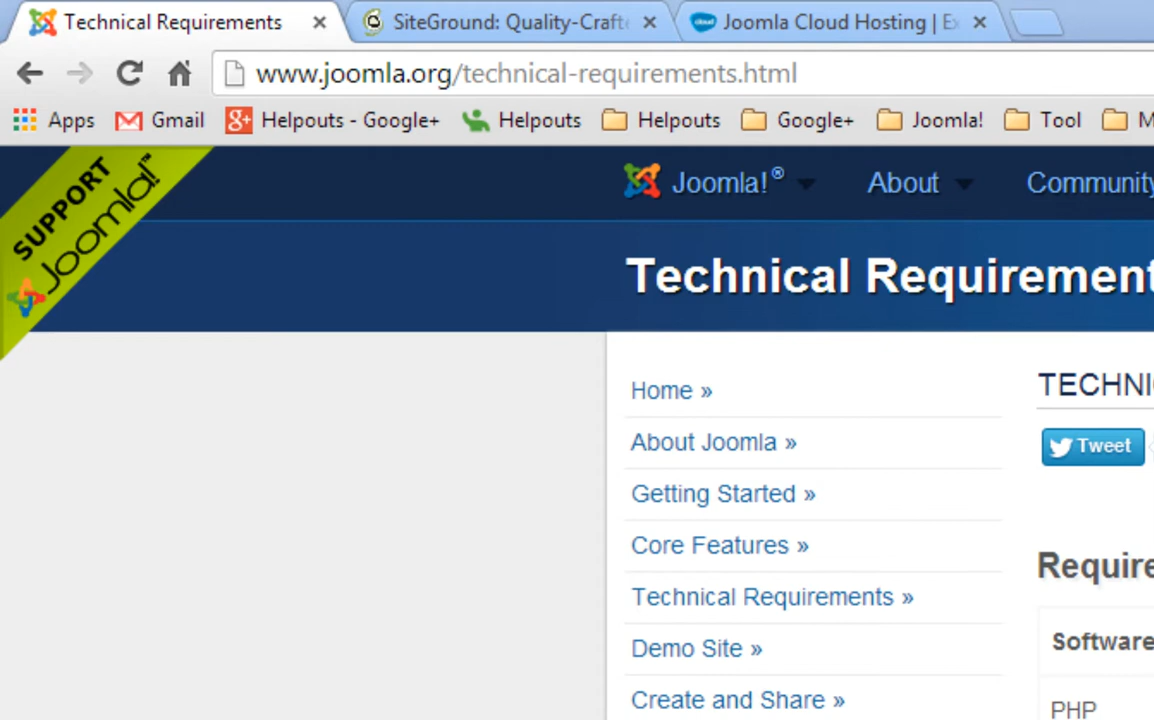 Technical Requirements
SiteGround: Quality-Craft
Joomla Cloud Hosting | E
www.joomla.org/technical-requirements.html
Apps Gmail Helpouts - Google+ Helpouts Helpouts Google+ Joomla! Tool M
SUPPORT
Joomla!™
Joomla!® About Community
Technical Requirement
Home »
About Joomla »
Getting Started »
Core Features »
Technical Requirements »
Demo Site »
Create and Share »
TECHNI
Tweet
Require
Software
PHP